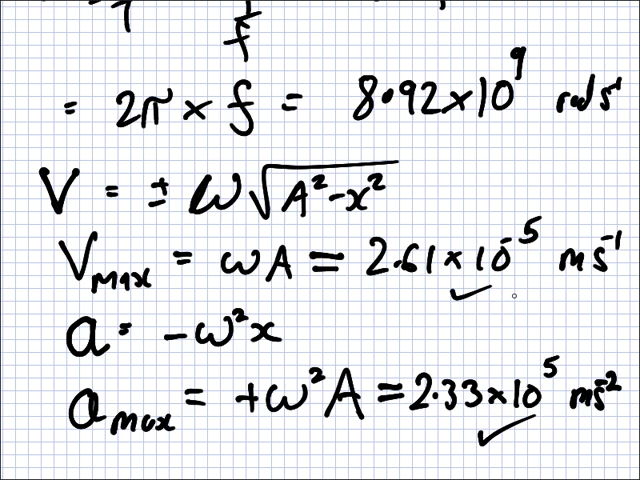 = 2π × f = 8.92×10⁹ rad s⁻¹
V = ± ω√(A²-x²)
Vmax = ωA = 2.61×10⁻⁵ ms⁻¹
a = -ω²x
amax = +ω²A = 2.33×10⁵ ms⁻²